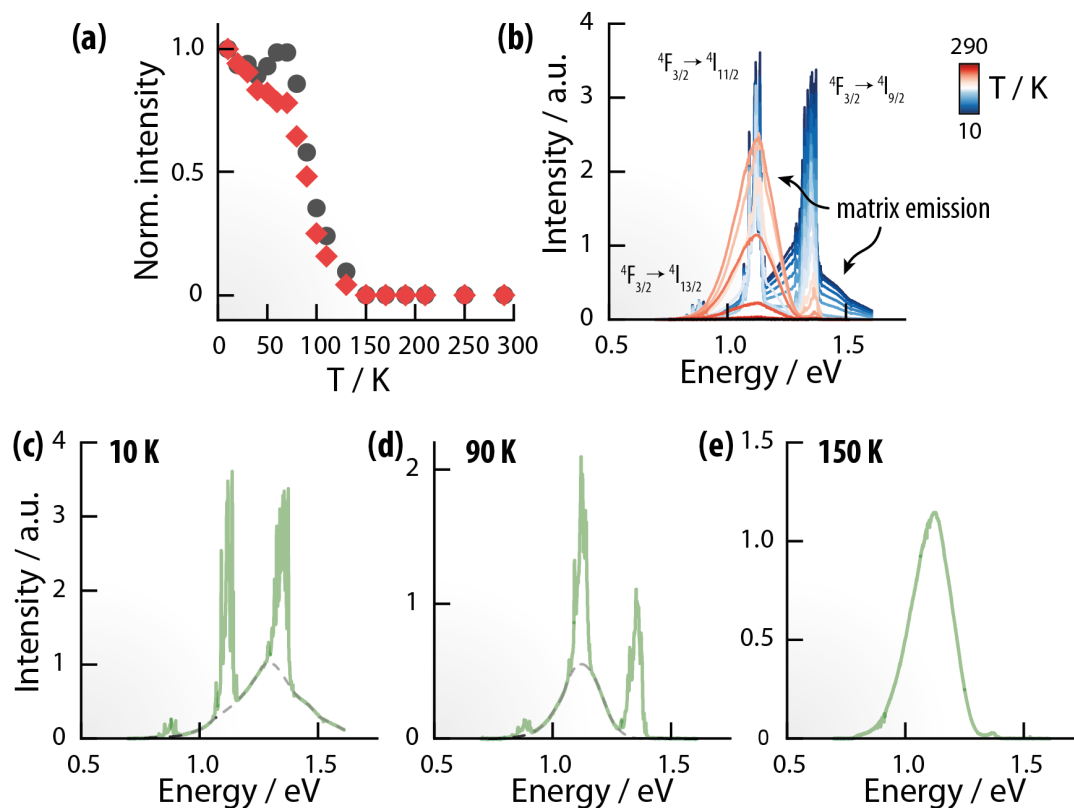 (a)
Norm. intensity
1.0
0.5
0
0 50 100 150 200 250 300
T / K
(b)
Intensity / a.u.
4
3
2
1
0
0.5 1.0 1.5
Energy / eV
⁴F₃/₂ → ⁴I₁₁/₂
⁴F₃/₂ → ⁴I₉/₂
⁴F₃/₂ → ⁴I₁₃/₂
matrix emission
290
T / K
10
(c)
10 K
Intensity / a.u.
4
3
2
1
0
0.5 1.0 1.5
Energy / eV
(d)
90 K
2
1
0
0.5 1.0 1.5
Energy / eV
(e)
150 K
1.5
1.0
0.5
0
0.5 1.0 1.5
Energy / eV